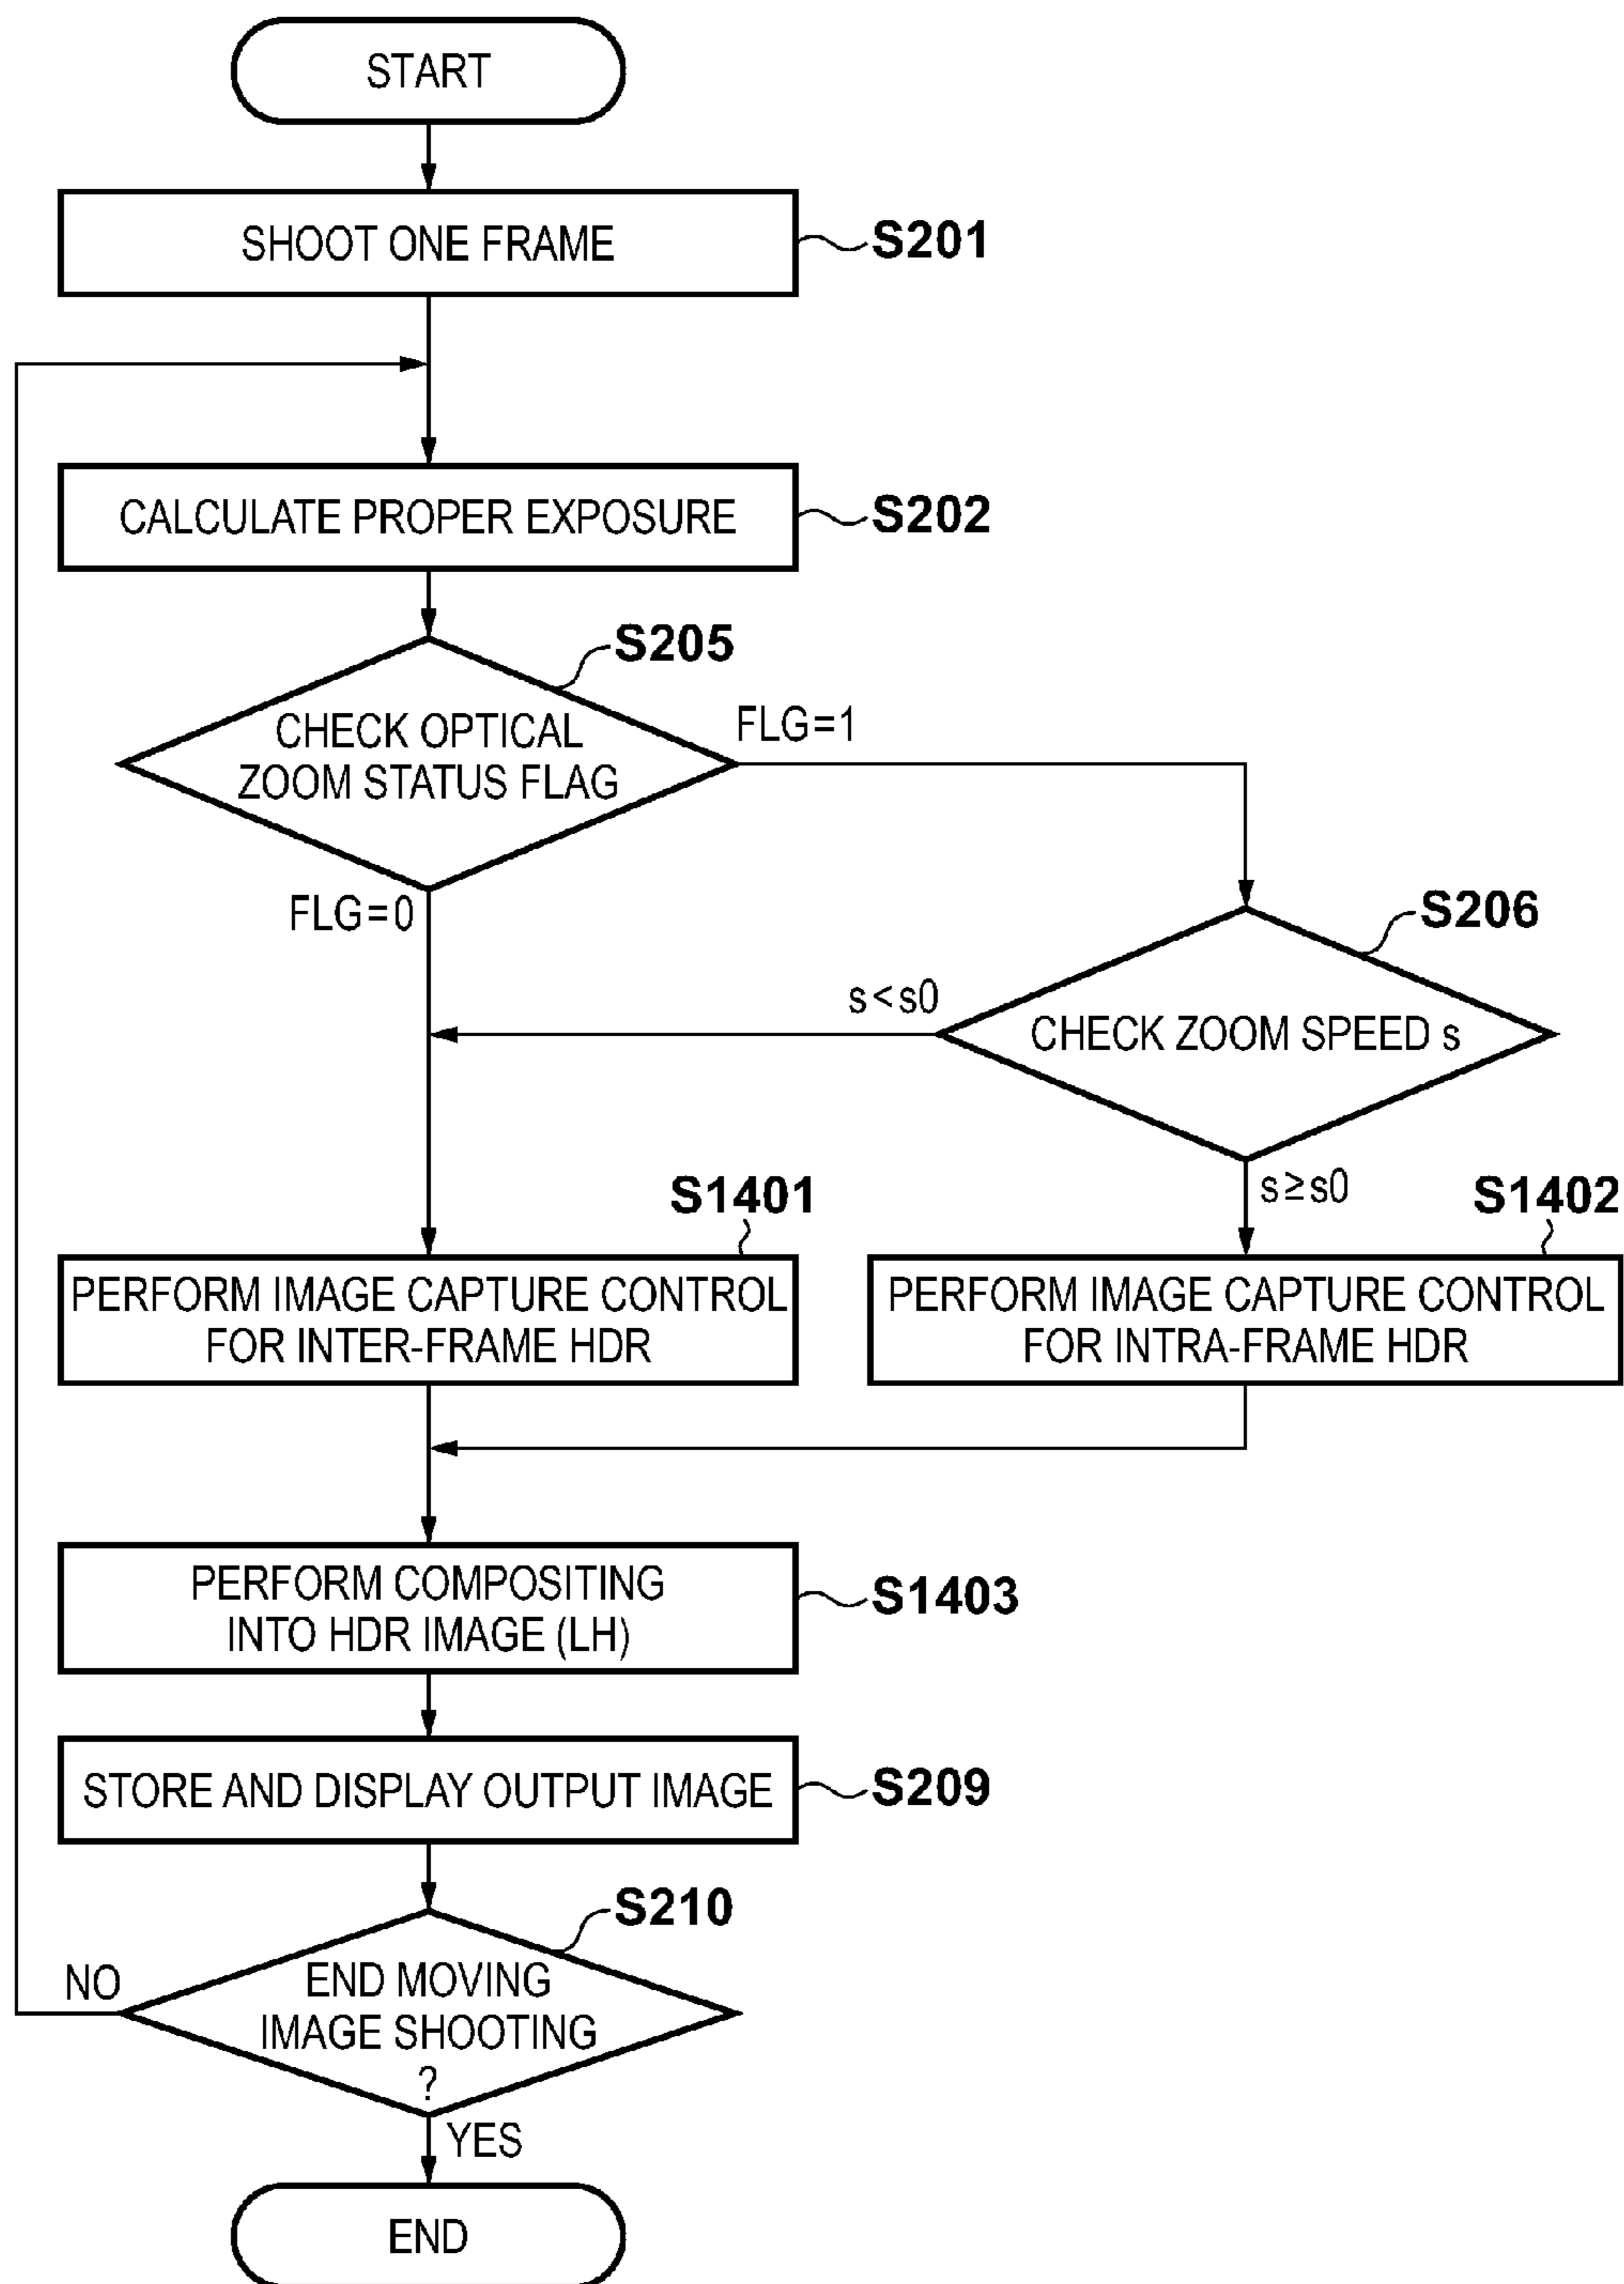 START
SHOOT ONE FRAME
S201
CALCULATE PROPER EXPOSURE
S202
S205
CHECK OPTICAL
ZOOM STATUS FLAG
FLG=1
FLG=0
S206
CHECK ZOOM SPEED s
s<s0
s≥s0
S1401
PERFORM IMAGE CAPTURE CONTROL
FOR INTER-FRAME HDR
S1402
PERFORM IMAGE CAPTURE CONTROL
FOR INTRA-FRAME HDR
PERFORM COMPOSITING
INTO HDR IMAGE (LH)
S1403
STORE AND DISPLAY OUTPUT IMAGE
S209
S210
END MOVING
IMAGE SHOOTING
?
NO
YES
END